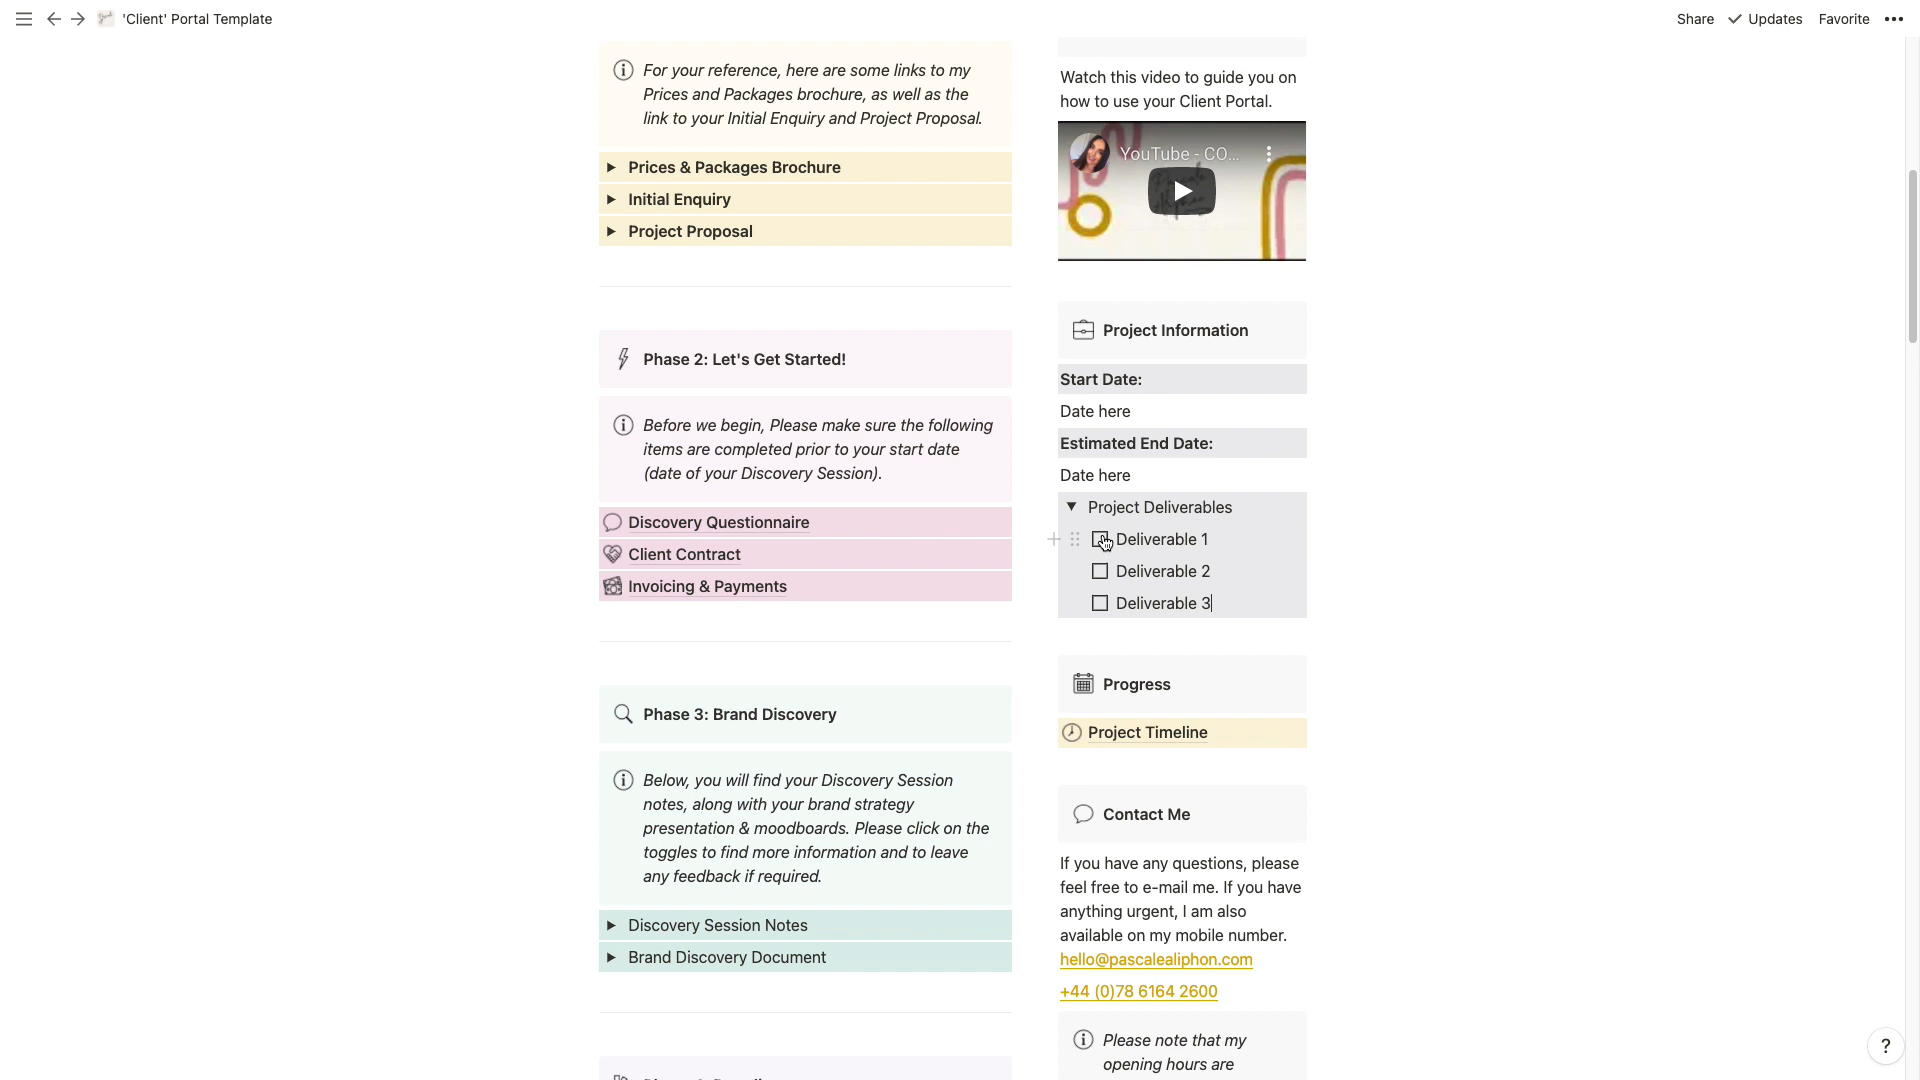 'Client' Portal Template
Share
Updates
Favorite
For your reference, here are some links to my
Prices and Packages brochure, as well as the
link to your Initial Enquiry and Project Proposal.
Prices & Packages Brochure
Initial Enquiry
Project Proposal
Phase 2: Let's Get Started!
Before we begin, Please make sure the following
items are completed prior to your start date
(date of your Discovery Session).
Discovery Questionnaire
Client Contract
Invoicing & Payments
Phase 3: Brand Discovery
Below, you will find your Discovery Session
notes, along with your brand strategy
presentation & moodboards. Please click on the
toggles to find more information and to leave
any feedback if required.
Discovery Session Notes
Brand Discovery Document
Watch this video to guide you on
how to use your Client Portal.
YouTube - CO...
Project Information
Start Date:
Date here
Estimated End Date:
Date here
Project Deliverables
Deliverable 1
Deliverable 2
Deliverable 3
Progress
Project Timeline
Contact Me
If you have any questions, please
feel free to e-mail me. If you have
anything urgent, I am also
available on my mobile number.
hello@pascalealiphon.com
+44 (0)78 6164 2600
Please note that my
opening hours are
?